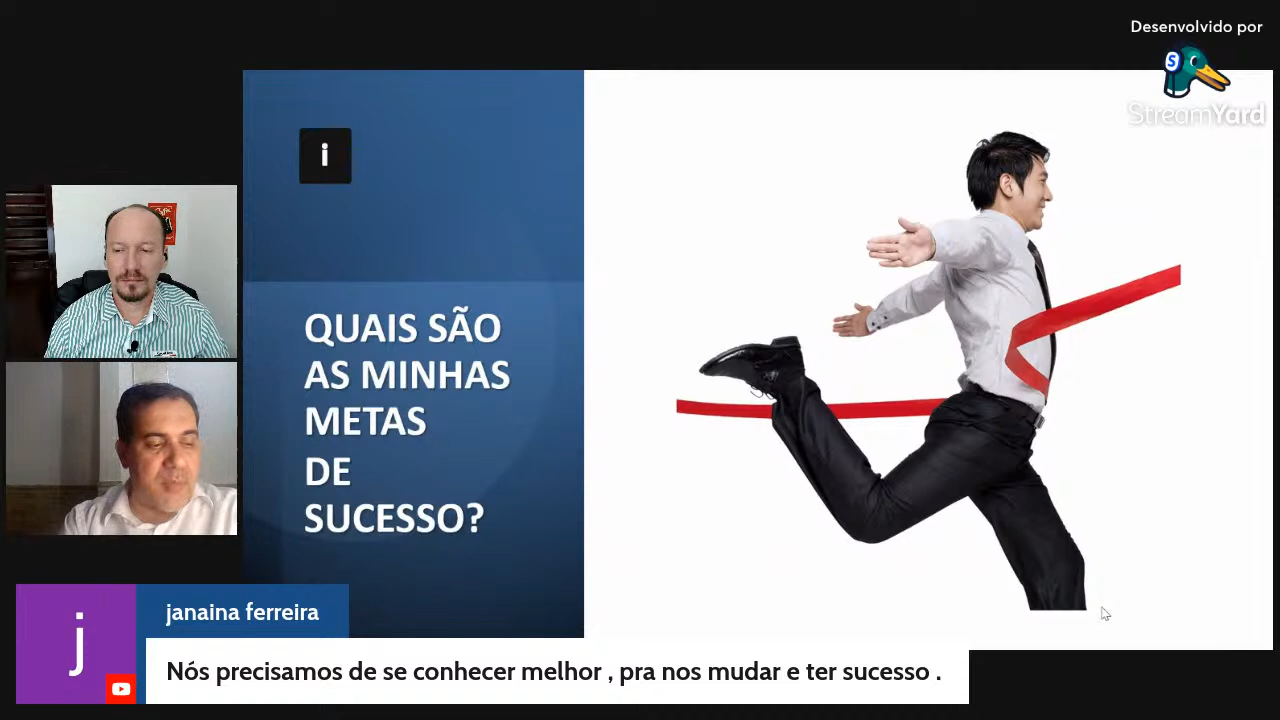 Desenvolvido por
S
StreamYard
i
QUAIS SÃO
AS MINHAS
METAS
DE
SUCESSO?
j
janaina ferreira
Nós precisamos de se conhecer melhor , pra nos mudar e ter sucesso .